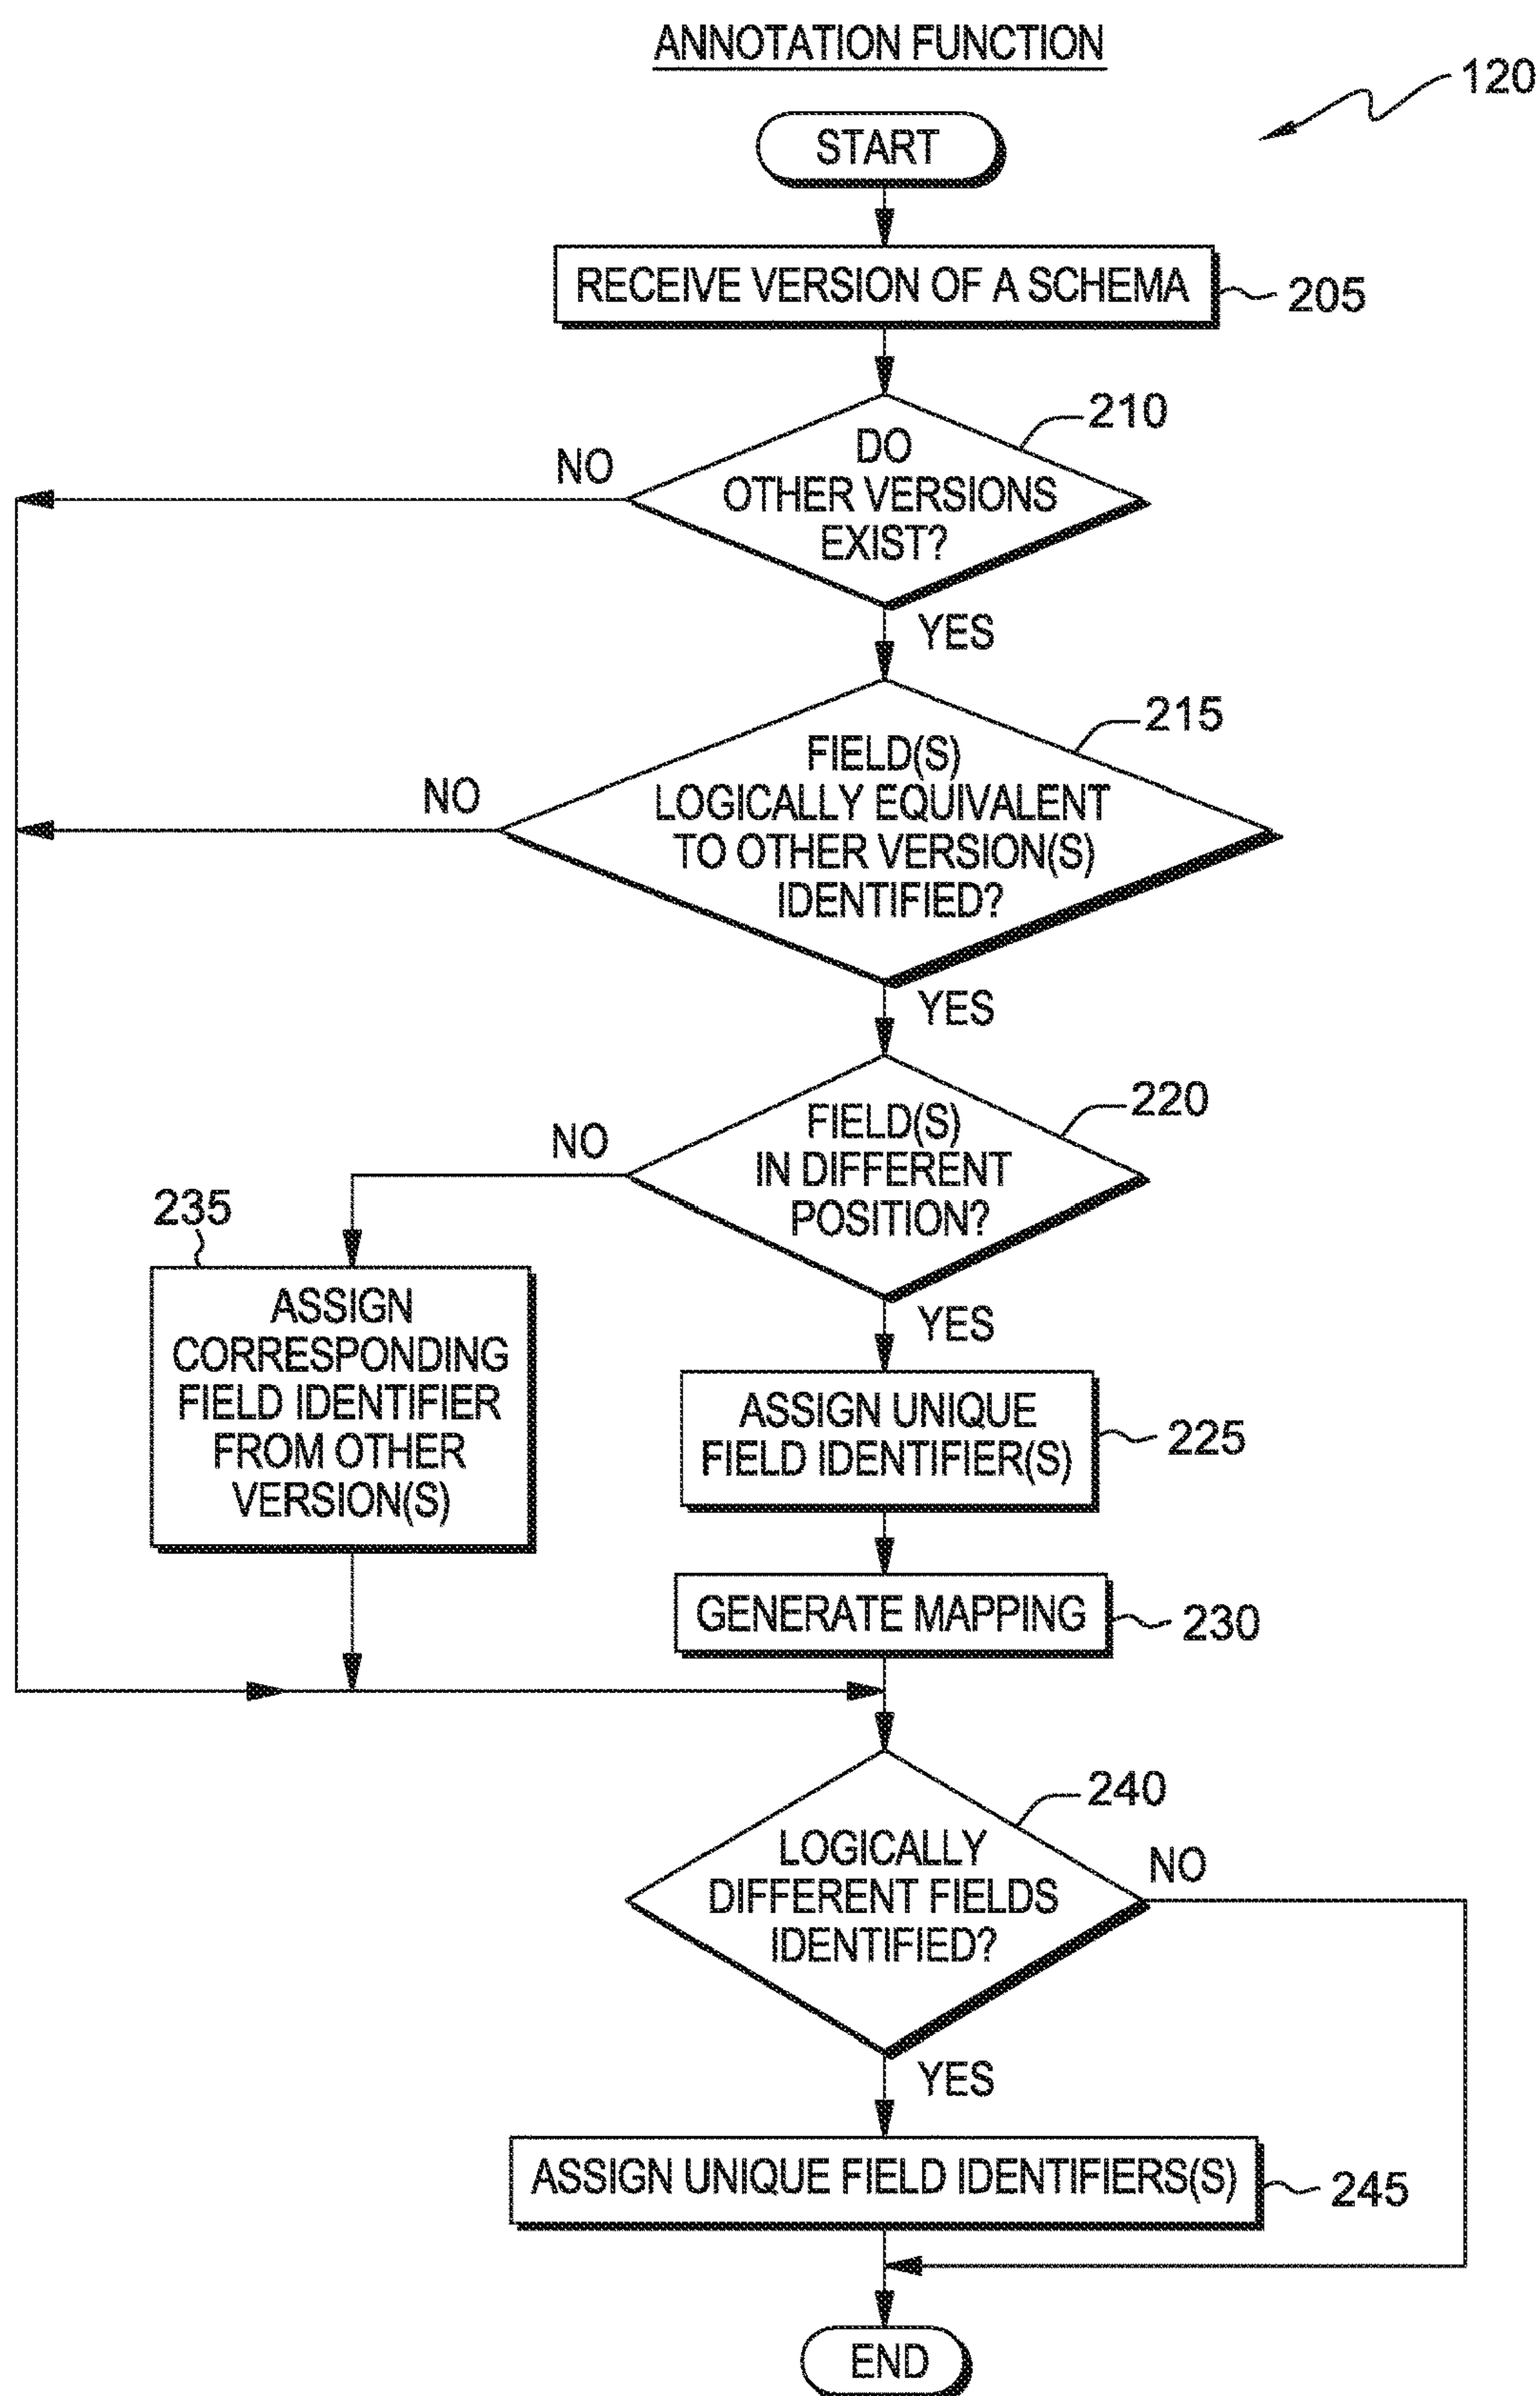 ANNOTATION FUNCTION
120
START
RECEIVE VERSION OF A SCHEMA
205
210
DO
OTHER VERSIONS
EXIST?
NO
YES
215
FIELD(S)
LOGICALLY EQUIVALENT
TO OTHER VERSION(S)
IDENTIFIED?
NO
YES
220
FIELD(S)
IN DIFFERENT
POSITION?
NO
YES
235
ASSIGN
CORRESPONDING
FIELD IDENTIFIER
FROM OTHER
VERSION(S)
ASSIGN UNIQUE
FIELD IDENTIFIER(S)
225
GENERATE MAPPING
230
240
LOGICALLY
DIFFERENT FIELDS
IDENTIFIED?
NO
YES
ASSIGN UNIQUE FIELD IDENTIFIERS(S)
245
END